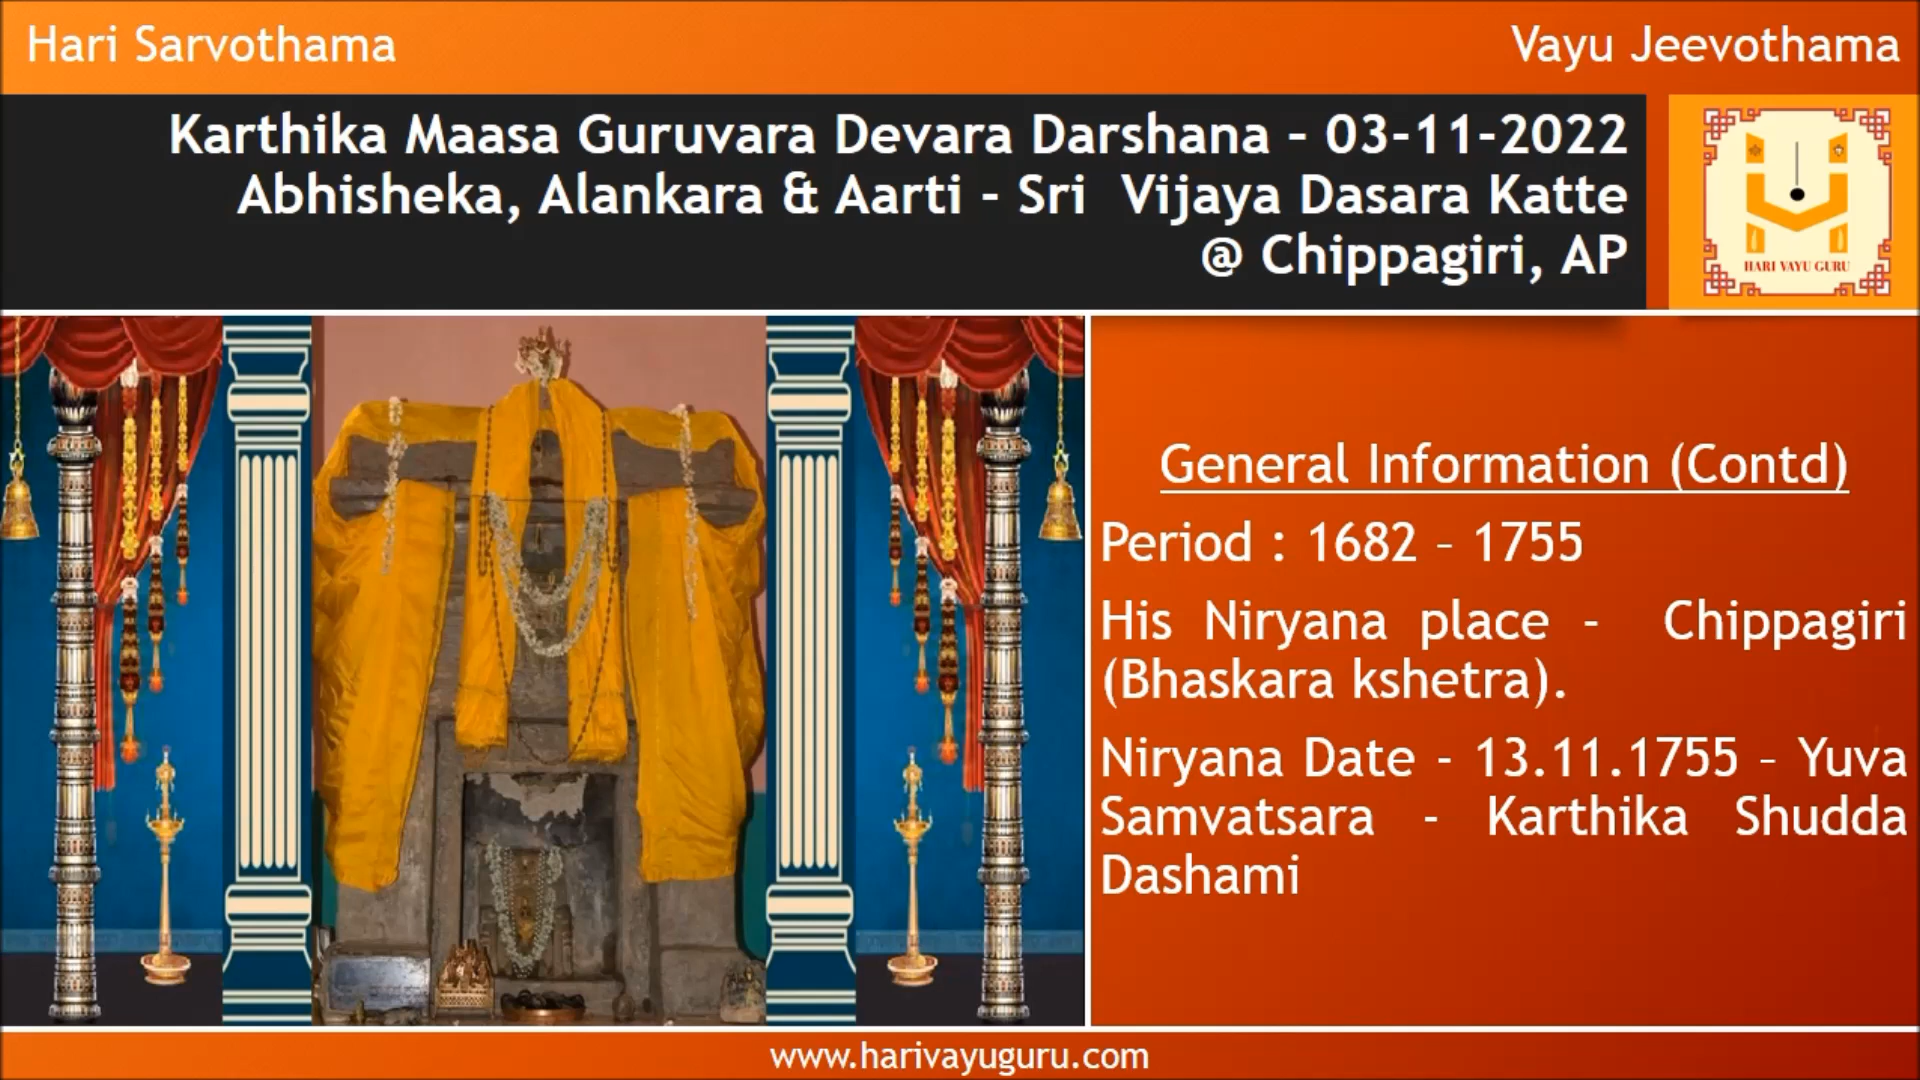 Hari Sarvothama
Vayu Jeevothama
Karthika Maasa Guruvara Devara Darshana – 03-11-2022
Abhisheka, Alankara & Aarti – Sri  Vijaya Dasara Katte
@ Chippagiri, AP
HARI VAYU GURU
General Information (Contd)
Period : 1682 – 1755
His Niryana place - Chippagiri
(Bhaskara kshetra).
Niryana Date - 13.11.1755 – Yuva
Samvatsara - Karthika Shudda
Dashami
www.harivayuguru.com